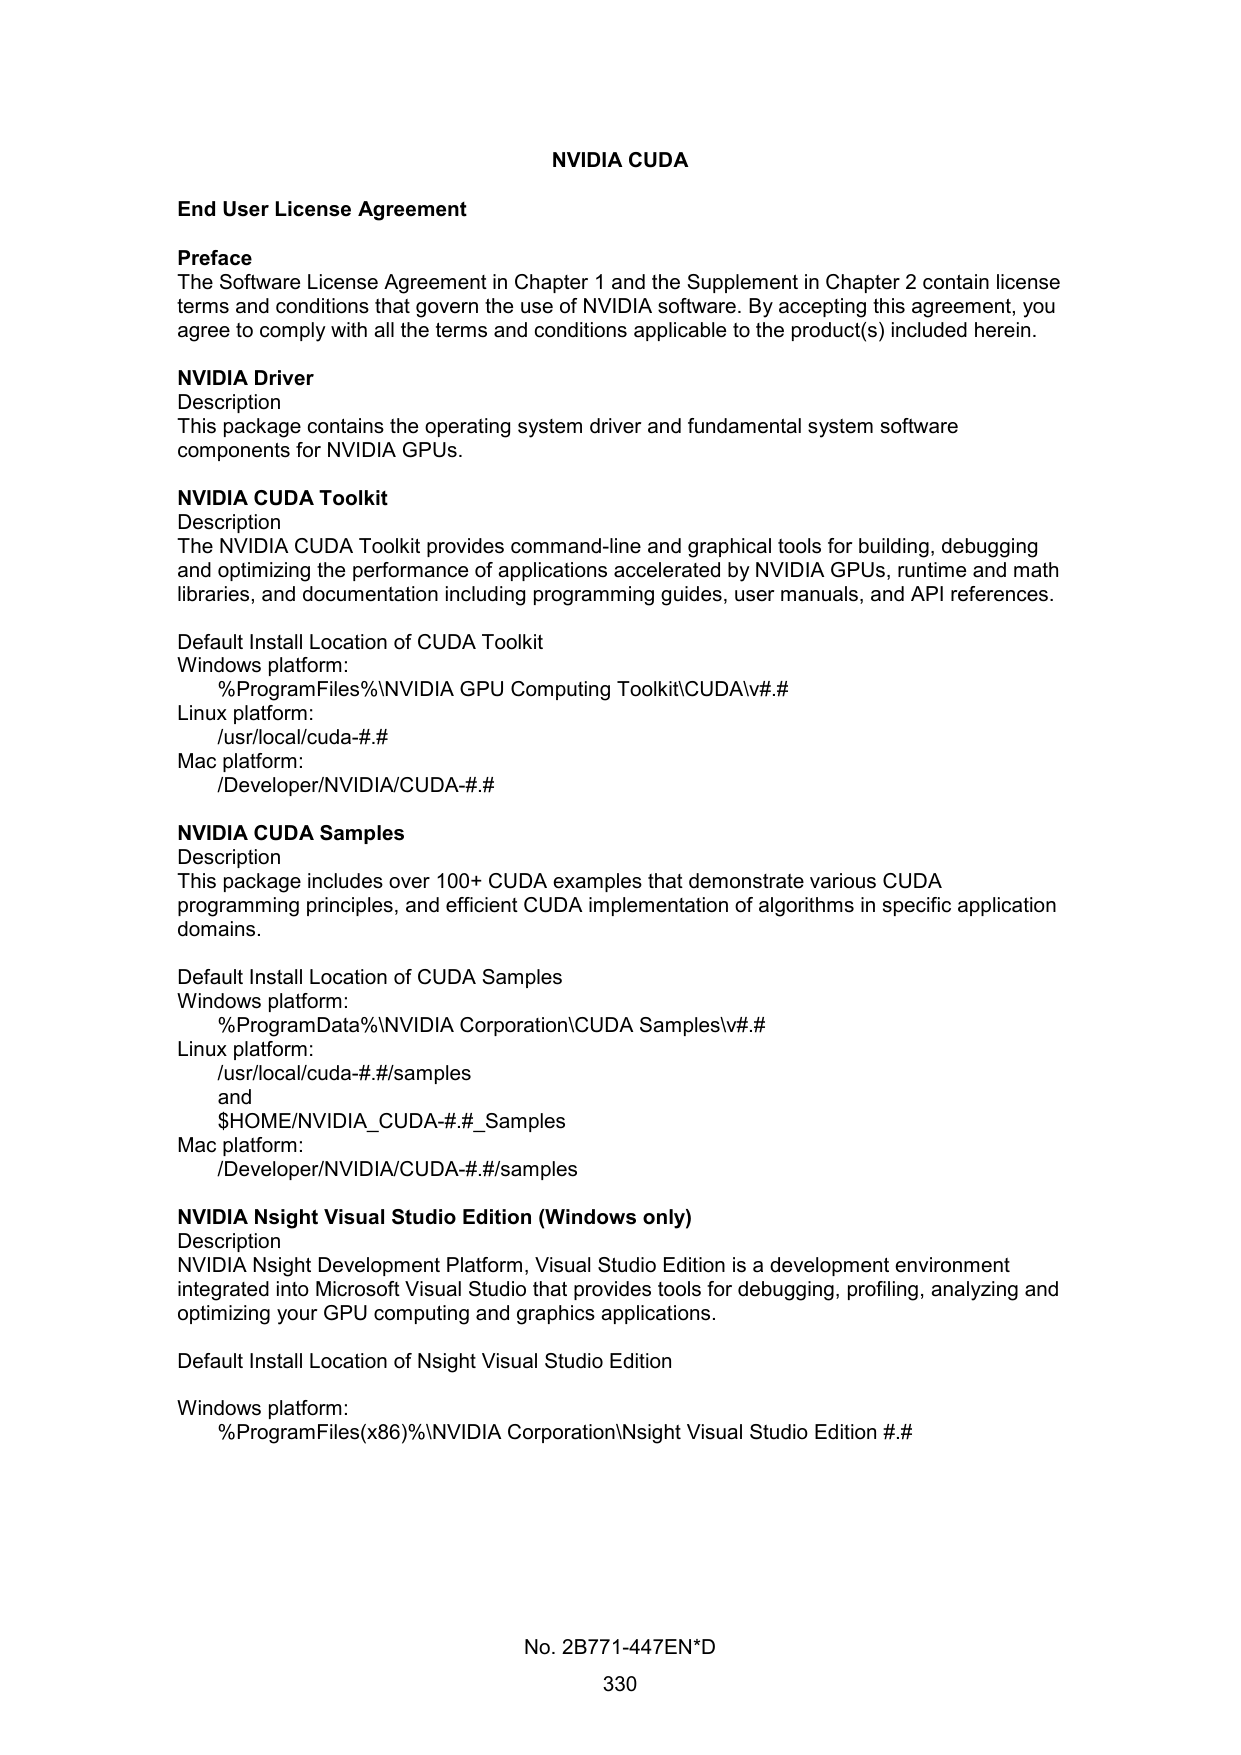 NVIDIA CUDA
End User License Agreement
Preface
The Software License Agreement in Chapter 1 and the Supplement in Chapter 2 contain license
terms and conditions that govern the use of NVIDIA software. By accepting this agreement, you
agree to comply with all the terms and conditions applicable to the product(s) included herein.
NVIDIA Driver
Description
This package contains the operating system driver and fundamental system software
components for NVIDIA GPUs.
NVIDIA CUDA Toolkit
Description
The NVIDIA CUDA Toolkit provides command-line and graphical tools for building, debugging
and optimizing the performance of applications accelerated by NVIDIA GPUs, runtime and math
libraries, and documentation including programming guides, user manuals, and API references.
Default Install Location of CUDA Toolkit
Windows platform:
%ProgramFiles%\NVIDIA GPU Computing Toolkit\CUDA\v#.#
Linux platform:
/usr/local/cuda-#.#
Mac platform:
/Developer/NVIDIA/CUDA-#.#
NVIDIA CUDA Samples
Description
This package includes over 100+ CUDA examples that demonstrate various CUDA
programming principles, and efficient CUDA implementation of algorithms in specific application
domains.
Default Install Location of CUDA Samples
Windows platform:
%ProgramData%\NVIDIA Corporation\CUDA Samples\v#.#
Linux platform:
/usr/local/cuda-#.#/samples
and
$HOME/NVIDIA_CUDA-#.#_Samples
Mac platform:
/Developer/NVIDIA/CUDA-#.#/samples
NVIDIA Nsight Visual Studio Edition (Windows only)
Description
NVIDIA Nsight Development Platform, Visual Studio Edition is a development environment
integrated into Microsoft Visual Studio that provides tools for debugging, profiling, analyzing and
optimizing your GPU computing and graphics applications.
Default Install Location of Nsight Visual Studio Edition
Windows platform:
%ProgramFiles(x86)%\NVIDIA Corporation\Nsight Visual Studio Edition #.#
No. 2B771-447EN*D
330